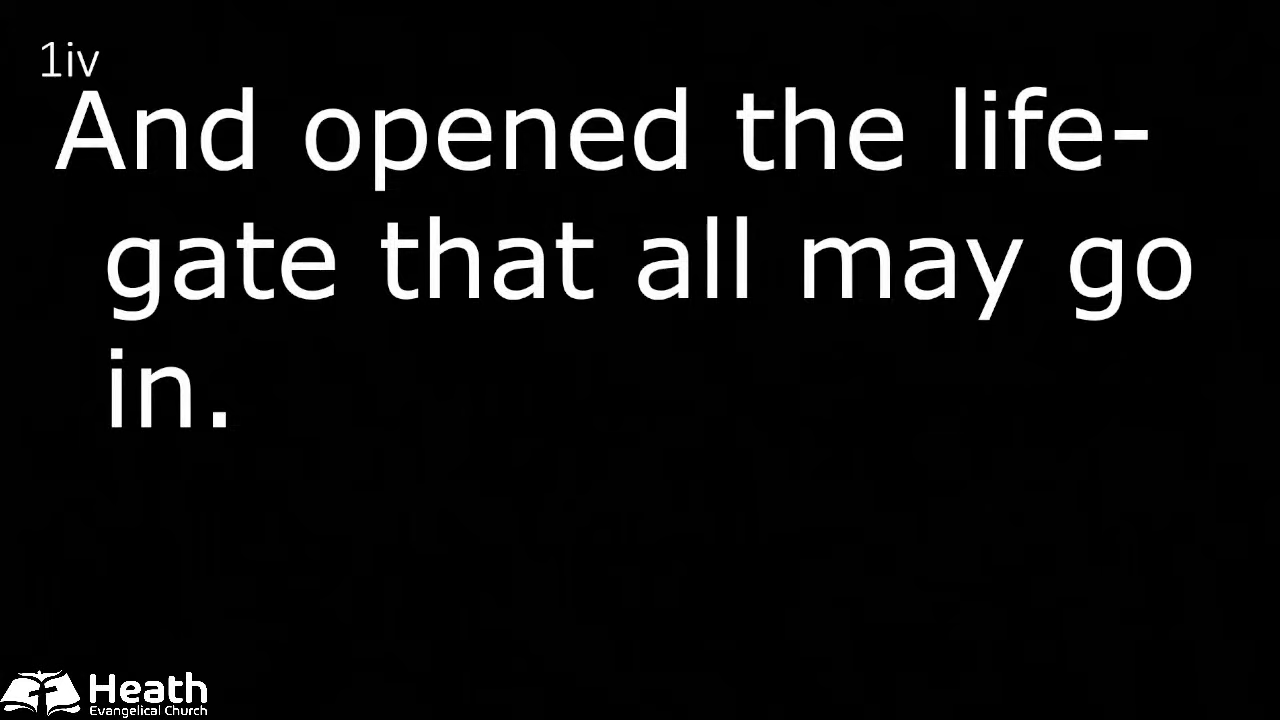 1iv
And opened the life-
gate that all may go
in.
Heath
Evangelical Church